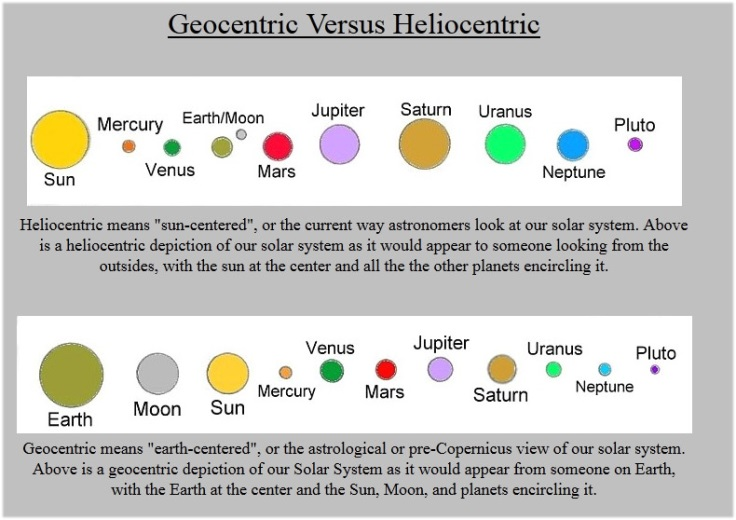 Geocentric Versus Heliocentric
Sun
Mercury
Venus
Earth/Moon
Mars
Jupiter
Saturn
Uranus
Neptune
Pluto
Heliocentric means "sun-centered", or the current way astronomers look at our solar system. Above
is a heliocentric depiction of our solar system as it would appear to someone looking from the
outsides, with the sun at the center and all the the other planets encircling it.
Earth
Moon
Sun
Mercury
Venus
Mars
Jupiter
Saturn
Uranus
Neptune
Pluto
Geocentric means "earth-centered", or the astrological or pre-Copernicus view of our solar system.
Above is a geocentric depiction of our Solar System as it would appear from someone on Earth,
with the Earth at the center and the Sun, Moon, and planets encircling it.